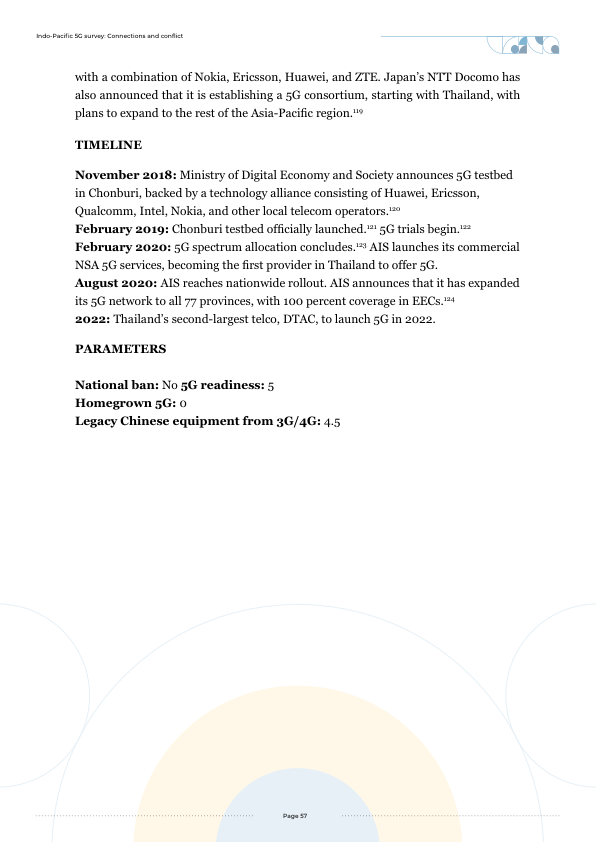 Indo-Pacific 5G survey: Connections and conflict
with a combination of Nokia, Ericsson, Huawei, and ZTE. Japan's NTT Docomo has
also announced that it is establishing a 5G consortium, starting with Thailand, with
plans to expand to the rest of the Asia-Pacific region.119
TIMELINE
November 2018: Ministry of Digital Economy and Society announces 5G testbed
in Chonburi, backed by a technology alliance consisting of Huawei, Ericsson,
Qualcomm, Intel, Nokia, and other local telecom operators.120
February 2019: Chonburi testbed officially launched.121 5G trials begin.122
February 2020: 5G spectrum allocation concludes.123 AIS launches its commercial
NSA 5G services, becoming the first provider in Thailand to offer 5G.
August 2020: AIS reaches nationwide rollout. AIS announces that it has expanded
its 5G network to all 77 provinces, with 100 percent coverage in EECs.124
2022: Thailand's second-largest telco, DTAC, to launch 5G in 2022.
PARAMETERS
National ban: No 5G readiness: 5
Homegrown 5G: 0
Legacy Chinese equipment from 3G/4G: 4.5
Page 57